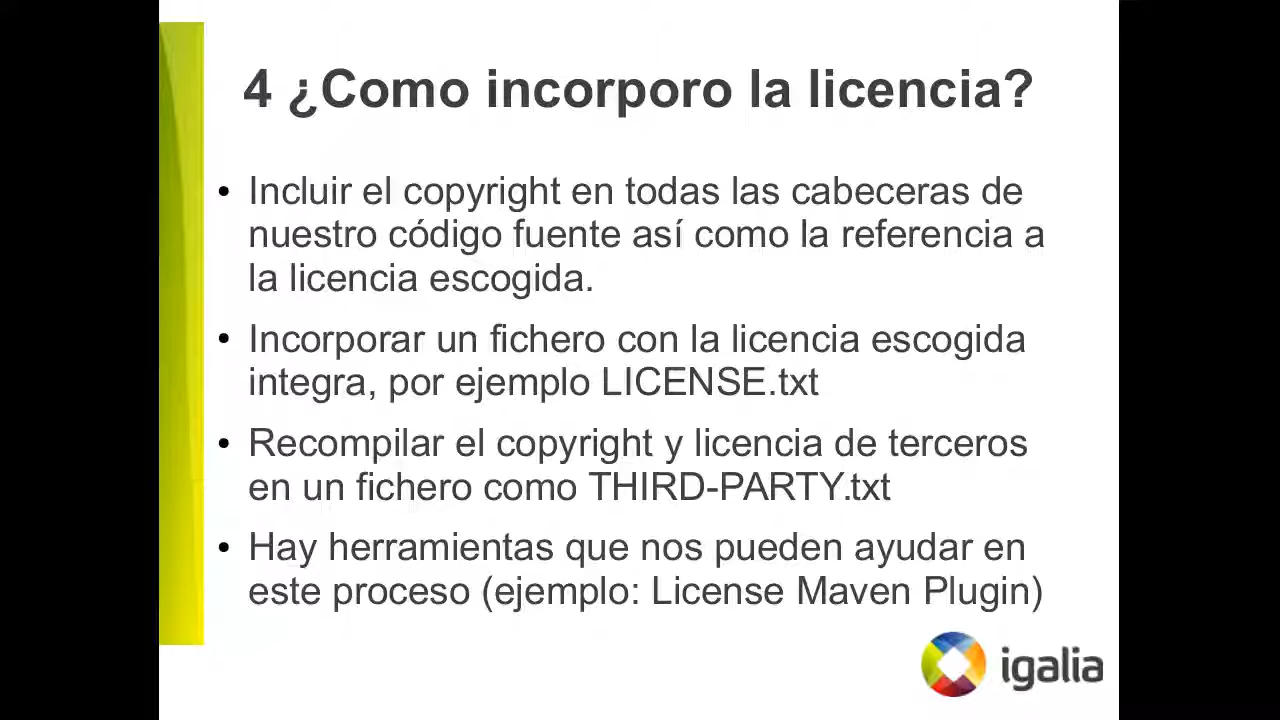 4 ¿Como incorporo la licencia?
• Incluir el copyright en todas las cabeceras de
nuestro código fuente así como la referencia a
la licencia escogida.
• Incorporar un fichero con la licencia escogida
integra, por ejemplo LICENSE.txt
• Recompilar el copyright y licencia de terceros
en un fichero como THIRD-PARTY.txt
• Hay herramientas que nos pueden ayudar en
este proceso (ejemplo: License Maven Plugin)
igalia